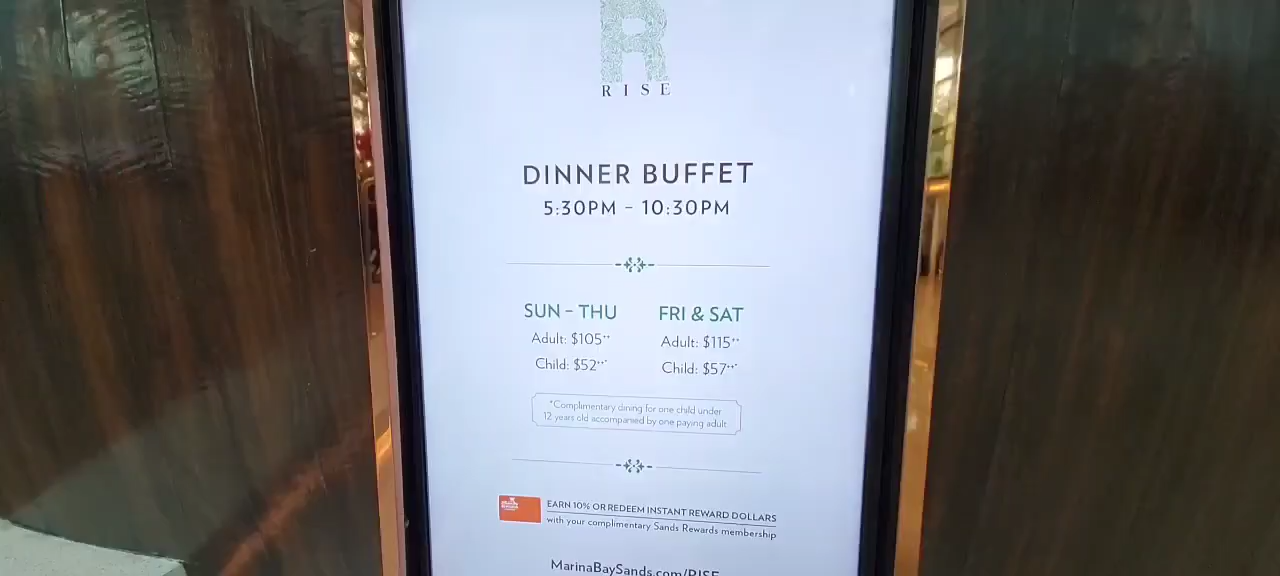 R
RISE
DINNER BUFFET
5:30PM – 10:30PM
SUN – THU
Adult: $105++
Child: $52++*
FRI & SAT
Adult: $115++
Child: $57++*
*Complimentary dining for one child under
12 years old accompanied by one paying adult
EARN 10% OR REDEEM INSTANT REWARD DOLLARS
with your complimentary Sands Rewards membership
MarinaBaySands.com/RISE